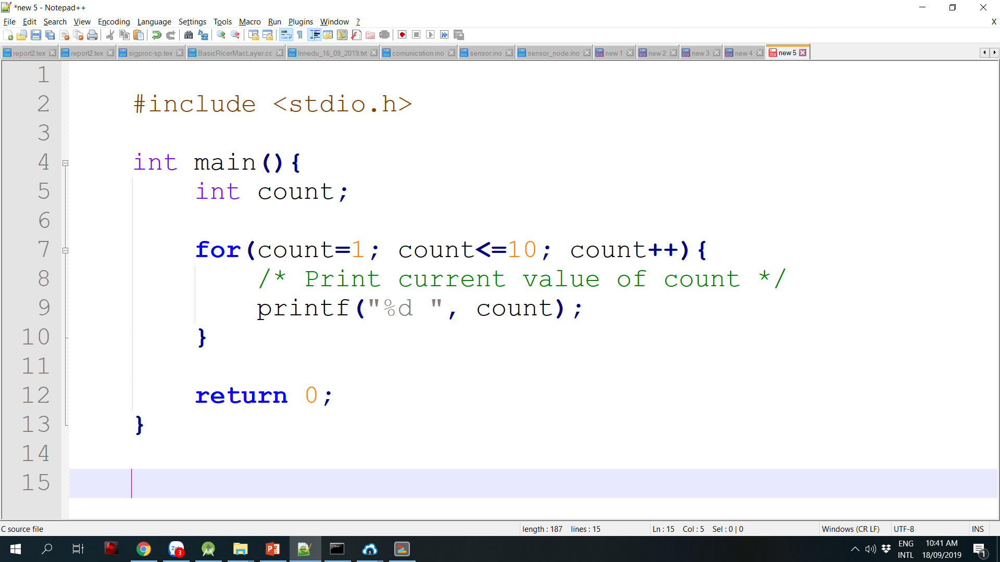 *new 5 - Notepad++
File Edit Search View Encoding Language Settings Tools Macro Run Plugins Window ? X
report2.tex report2.tex sigproc-sp.tex BasicRicerMacLayer.cc Innedu_16_09_2019.txt comunication.ino sensor.ino sensor_node.ino new 1 new 2 new 3 new 4 new 5
1
2 #include <stdio.h>
3
4 int main(){
5 int count;
6
7 for(count=1; count<=10; count++){
8 /* Print current value of count */
9 printf("%d ", count);
10 }
11
12 return 0;
13 }
14
15
C source file length : 187 lines : 15 Ln : 15 Col : 5 Sel : 0 | 0 Windows (CR LF) UTF-8 INS
ENG 10:41 AM
INTL 18/09/2019
3
1